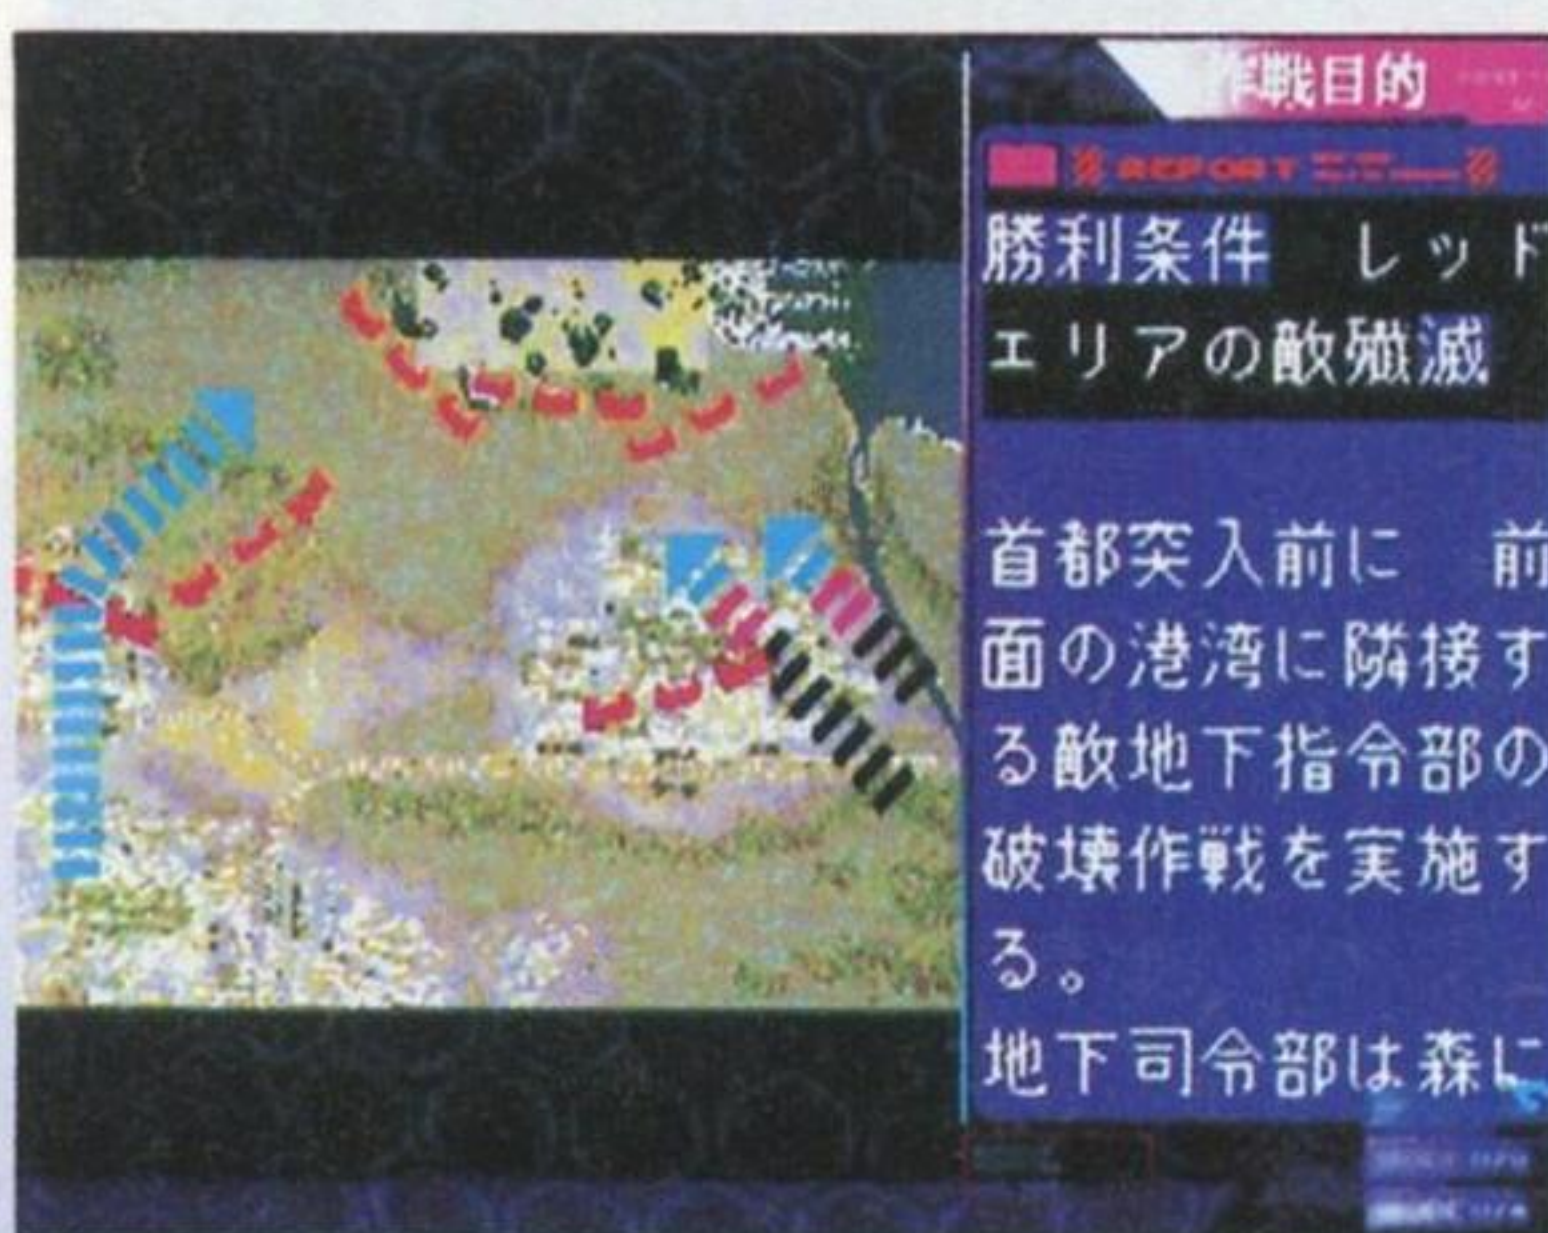 作戦目的
REPORT
勝利条件　レッド
エリアの敵殲滅
首都突入前に　前
面の港湾に隣接す
る敵地下指令部の
破壊作戦を実施す
る。
地下司令部は森に